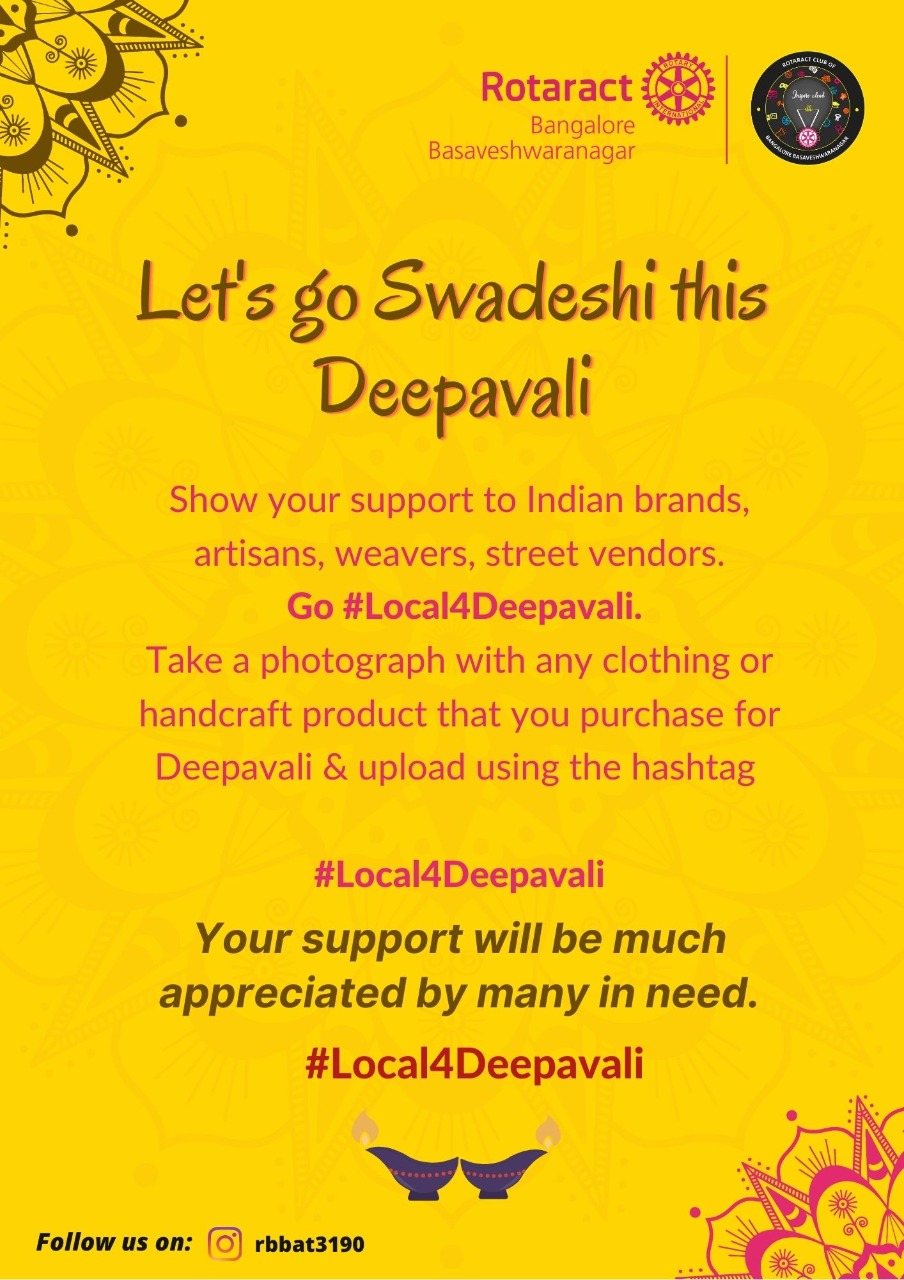 Rotaract
ROTARY
INTERNATIONAL
Bangalore
Basaveshwaranagar
ROTARACT CLUB OF
BANGALORE BASAVESHWARANAGAR
Let's go Swadeshi this
Deepavali
Show your support to Indian brands,
artisans, weavers, street vendors.
Go #Local4Deepavali.
Take a photograph with any clothing or
handcraft product that you purchase for
Deepavali & upload using the hashtag
#Local4Deepavali
Your support will be much
appreciated by many in need.
#Local4Deepavali
Follow us on: rbbat3190